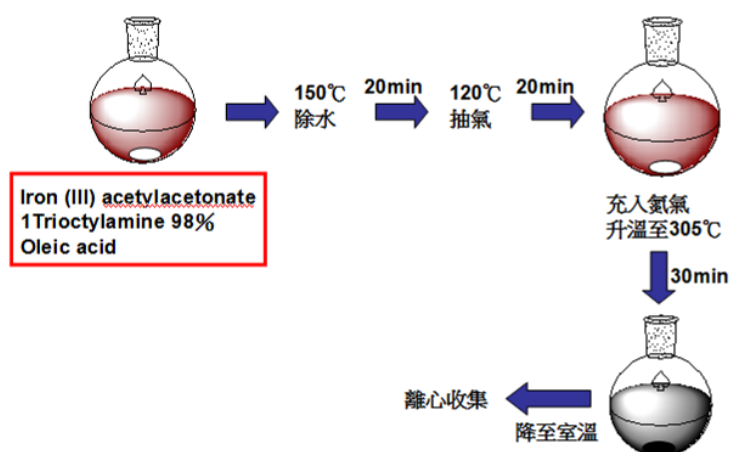 150℃
除水
20min
120℃
抽氣
20min
Iron (III) acetylacetonate
1Trioctylamine 98%
Oleic acid
充入氦氣
升溫至305℃
30min
離心收集
降至室溫